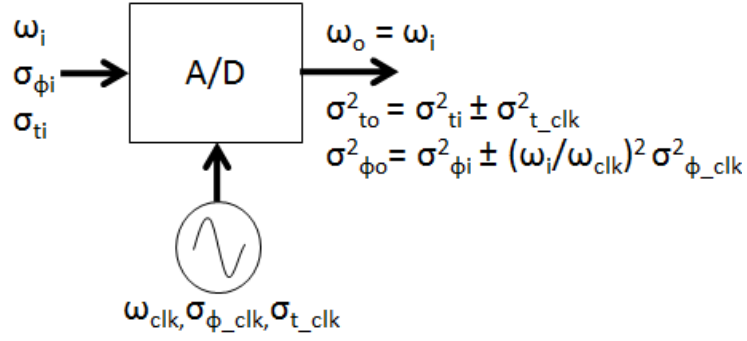 ωi
σϕi
σti
A/D
ωo = ωi
σ²to = σ²ti ± σ²t_clk
σ²ϕo= σ²ϕi ± (ωi/ωclk)² σ²ϕ_clk
ωclk,σϕ_clk,σt_clk